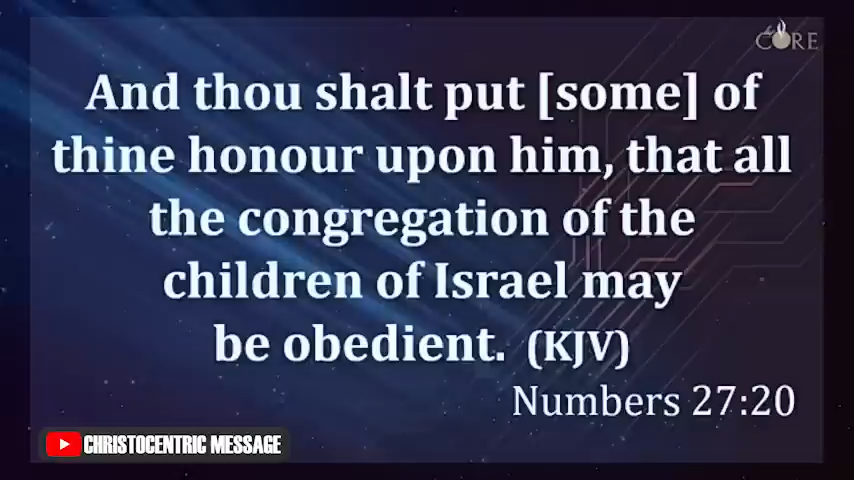 CORE
And thou shalt put [some] of
thine honour upon him, that all
the congregation of the
children of Israel may
be obedient. (KJV)
Numbers 27:20
CHRISTOCENTRIC MESSAGE